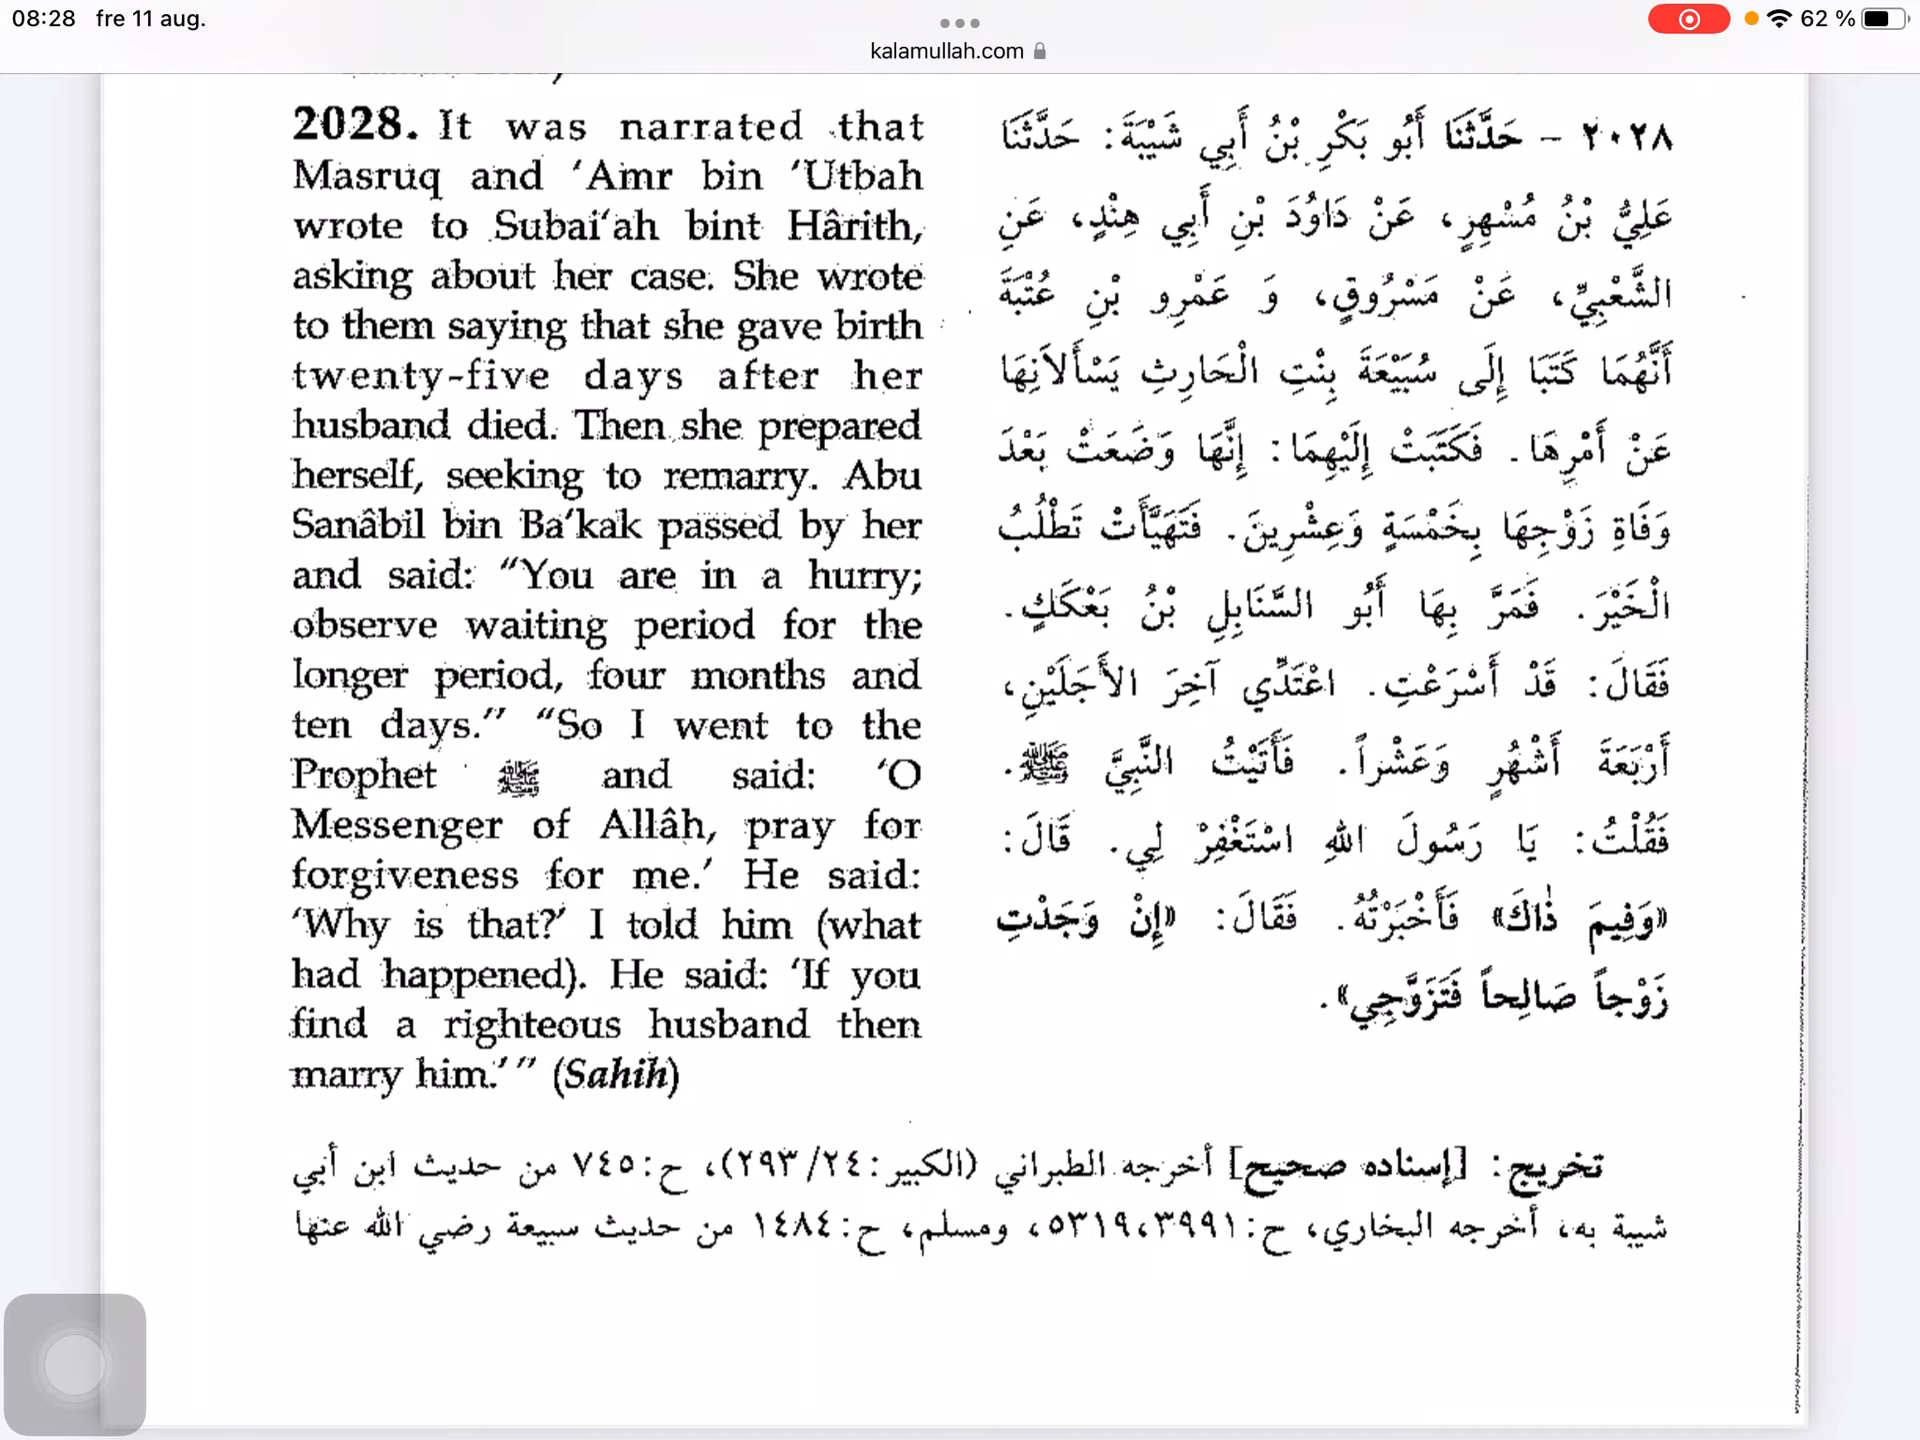 08:28 fre 11 aug.
62 %
kalamullah.com
2028. It was narrated that
Masruq and ‘Amr bin ‘Utbah
wrote to Subai‘ah bint Hârith,
asking about her case. She wrote
to them saying that she gave birth
twenty-five days after her
husband died. Then she prepared
herself, seeking to remarry. Abu
Sanâbil bin Ba’kak passed by her
and said: “You are in a hurry;
observe waiting period for the
longer period, four months and
ten days.” “So I went to the
Prophet ﷺ and said: ‘O
Messenger of Allâh, pray for
forgiveness for me.’ He said:
‘Why is that?’ I told him (what
had happened). He said: ‘If you
find a righteous husband then
marry him.’” (Sahih)
٢٠٢٨ - حَدَّثَنَا أَبُو بَكْرِ بْنُ أَبِي شَيْبَةَ: حَدَّثَنَا
عَلِيُّ بْنُ مُسْهِرٍ، عَنْ دَاوُدَ بْنِ أَبِي هِنْدٍ، عَنِ
الشَّعْبِيِّ، عَنْ مَسْرُوقٍ، وَ عَمْرِو بْنِ عُتْبَةَ
أَنَّهُمَا كَتَبَا إِلَى سُبَيْعَةَ بِنْتِ الْحَارِثِ يَسْأَلاَنِهَا
عَنْ أَمْرِهَا. فَكَتَبَتْ إِلَيْهِمَا: إِنَّهَا وَضَعَتْ بَعْدَ
وَفَاةِ زَوْجِهَا بِخَمْسَةٍ وَعِشْرِينَ. فَتَهَيَّأَتْ تَطْلُبُ
الْخَيْرَ. فَمَرَّ بِهَا أَبُو السَّنَابِلِ بْنُ بَعْكَكٍ.
فَقَالَ: قَدْ أَسْرَعْتِ. اعْتَدِّي آخِرَ الأَجَلَيْنِ،
أَرْبَعَةَ أَشْهُرٍ وَعَشْراً. فَأَتَيْتُ النَّبِيَّ ﷺ.
فَقُلْتُ: يَا رَسُولَ اللهِ اسْتَغْفِرْ لِي. قَالَ:
«وَفِيمَ ذَاكَ» فَأَخْبَرْتُهُ. فَقَالَ: «إِنْ وَجَدْتِ
زَوْجاً صَالِحاً فَتَزَوَّجِي».
تخريج: [إسناده صحيح] أخرجه الطبراني (الكبير: ٢٤/ ٢٩٣)، ح: ٧٤٥ من حديث ابن أبي
شيبة به، أخرجه البخاري، ح: ٣٩٩١، ٥٣١٩، ومسلم، ح: ١٤٨٤ من حديث سبيعة رضي الله عنها